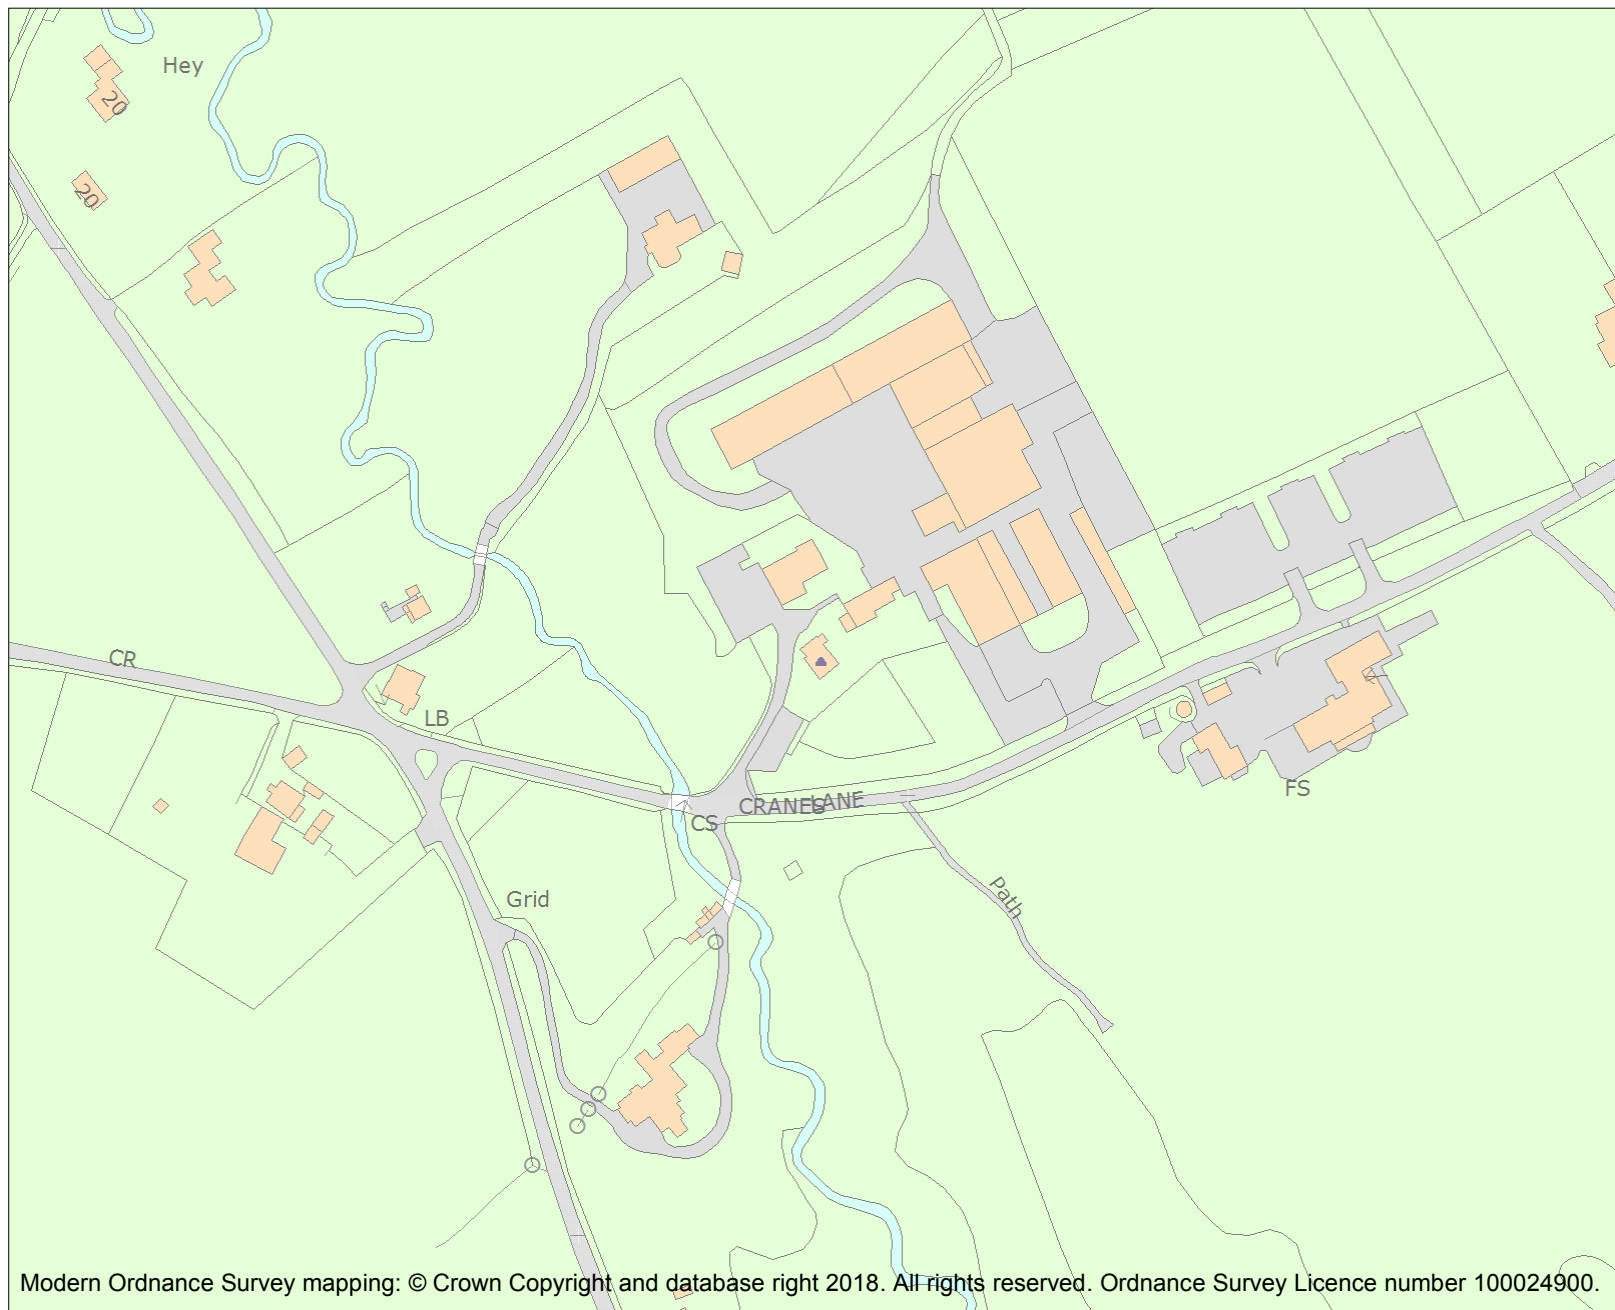 Hey
20
20
CR
LB
CRANES LANE
CS
FS
Path
Grid
Modern Ordnance Survey mapping: © Crown Copyright and database right 2018. All rights reserved. Ordnance Survey Licence number 100024900.